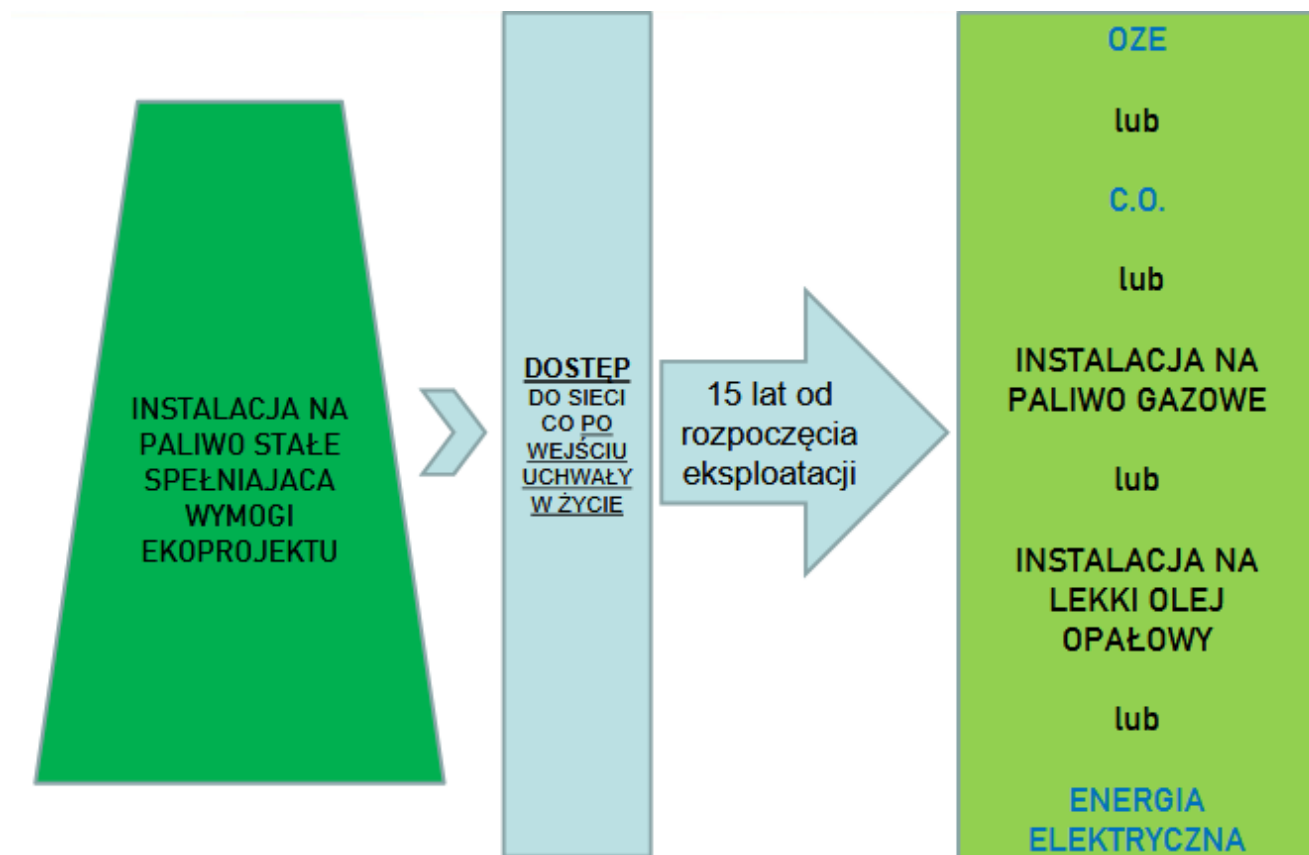 INSTALACJA NA
PALIWO STAŁE
SPEŁNIAJACA
WYMOGI
EKOPROJEKTU
DOSTĘP
DO SIECI
CO PO
WEJŚCIU
UCHWAŁY
W ŻYCIE
15 lat od
rozpoczęcia
eksploatacji
OZE
lub
C.O.
lub
INSTALACJA NA
PALIWO GAZOWE
lub
INSTALACJA NA
LEKKI OLEJ
OPAŁOWY
lub
ENERGIA
ELEKTRYCZNA